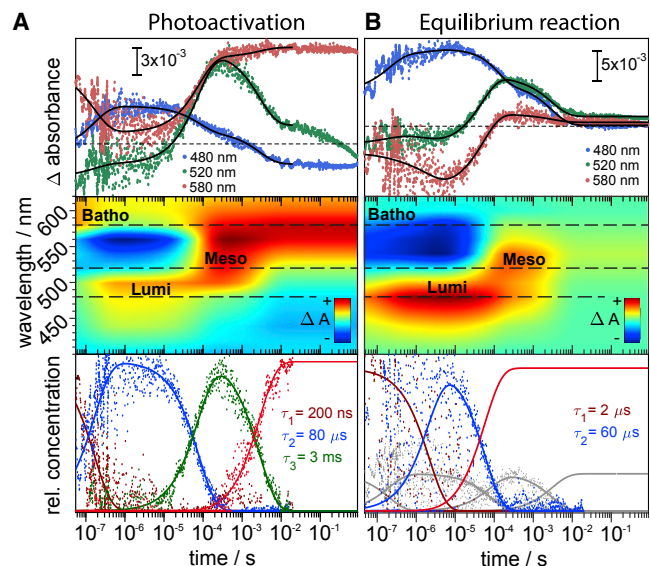 A Photoactivation
B Equilibrium reaction
Δ absorbance
3x10⁻³
480 nm
520 nm
580 nm
5x10⁻³
480 nm
520 nm
580 nm
wavelength / nm
600
550
500
450
Batho
Meso
Lumi
+
ΔA
-
Batho
Meso
Lumi
+
ΔA
-
rel. concentration
τ₁= 200 ns
τ₂= 80 µs
τ₃= 3 ms
τ₁= 2 µs
τ₂= 60 µs
10⁻⁷ 10⁻⁶ 10⁻⁵ 10⁻⁴ 10⁻³ 10⁻² 10⁻¹
time / s
10⁻⁷ 10⁻⁶ 10⁻⁵ 10⁻⁴ 10⁻³ 10⁻² 10⁻¹
time / s